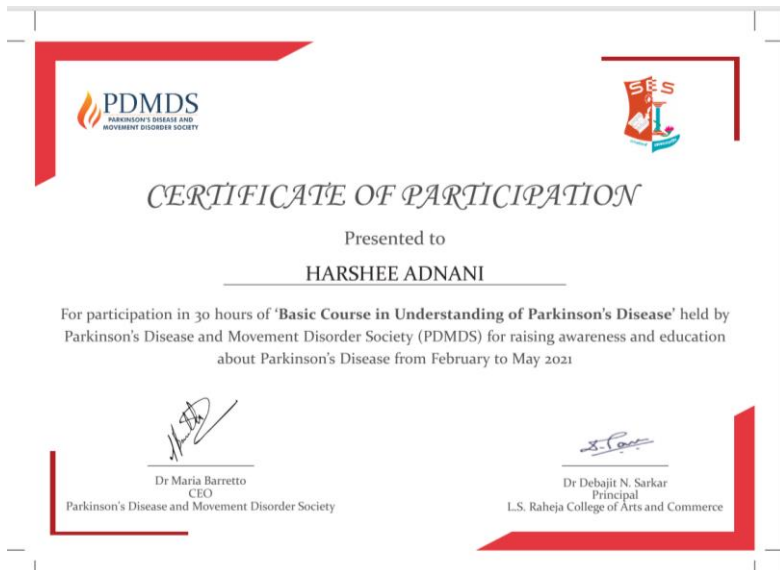 PDMDS
PARKINSON'S DISEASE AND
MOVEMENT DISORDER SOCIETY
SES
CERTIFICATE OF PARTICIPATION
Presented to
HARSHEE ADNANI
For participation in 30 hours of 'Basic Course in Understanding of Parkinson's Disease' held by
Parkinson's Disease and Movement Disorder Society (PDMDS) for raising awareness and education
about Parkinson's Disease from February to May 2021
Dr Maria Barretto
CEO
Parkinson's Disease and Movement Disorder Society
Dr Debajit N. Sarkar
Principal
L.S. Raheja College of Arts and Commerce